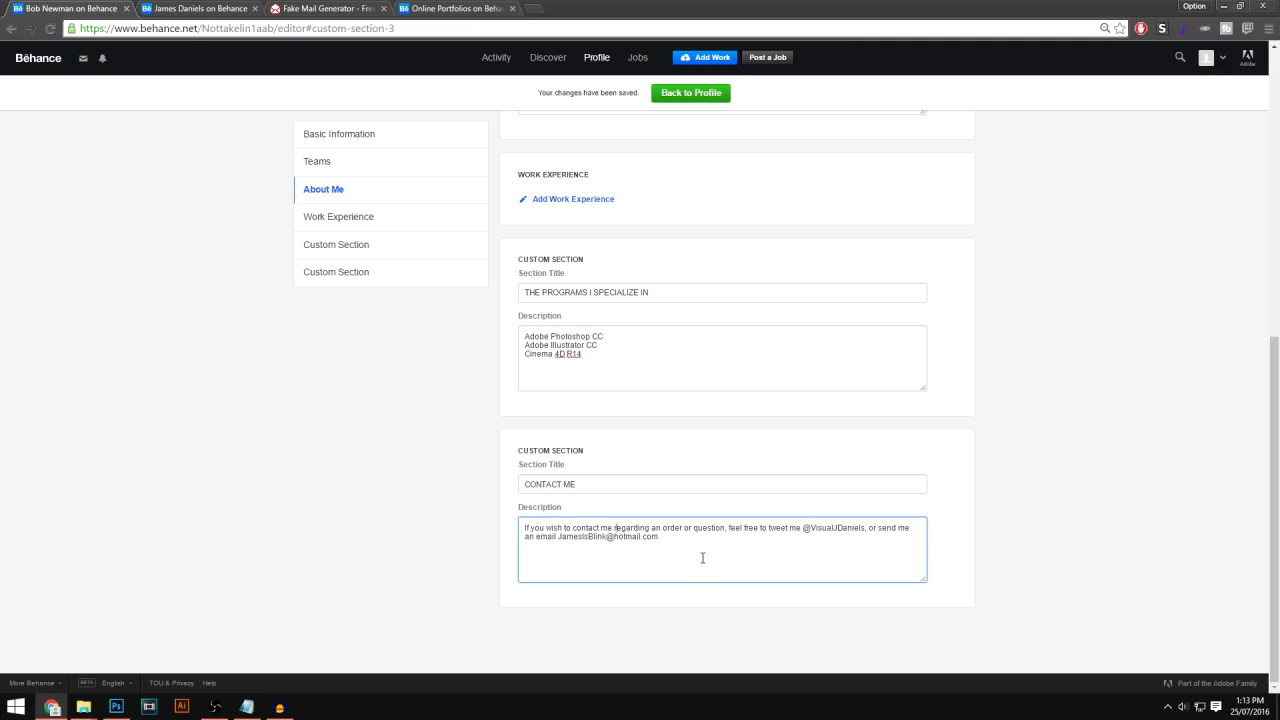 Bob Newman on Behance
James Daniels on Behance
Fake Mail Generator - Free
Online Portfolios on Behan
Option
https://www.behance.net/Nottakelin1aab/editor#custom-section-3
Bēhance
Activity
Discover
Profile
Jobs
Add Work
Post a Job
Adobe
Your changes have been saved.
Back to Profile
Basic Information
Teams
About Me
Work Experience
Custom Section
Custom Section
WORK EXPERIENCE
Add Work Experience
CUSTOM SECTION
Section Title
THE PROGRAMS I SPECIALIZE IN
Description
Adobe Photoshop CC
Adobe Illustrator CC
Cinema 4D R14
CUSTOM SECTION
Section Title
CONTACT ME
Description
If you wish to contact me regarding an order or question, feel free to tweet me @VisualJDaniels, or send me
an email JamesIsBlink@hotmail.com
More Behance
BETA
English
TOU & Privacy
Help
Part of the Adobe Family
Ps
Ai
1:13 PM
25/07/2016